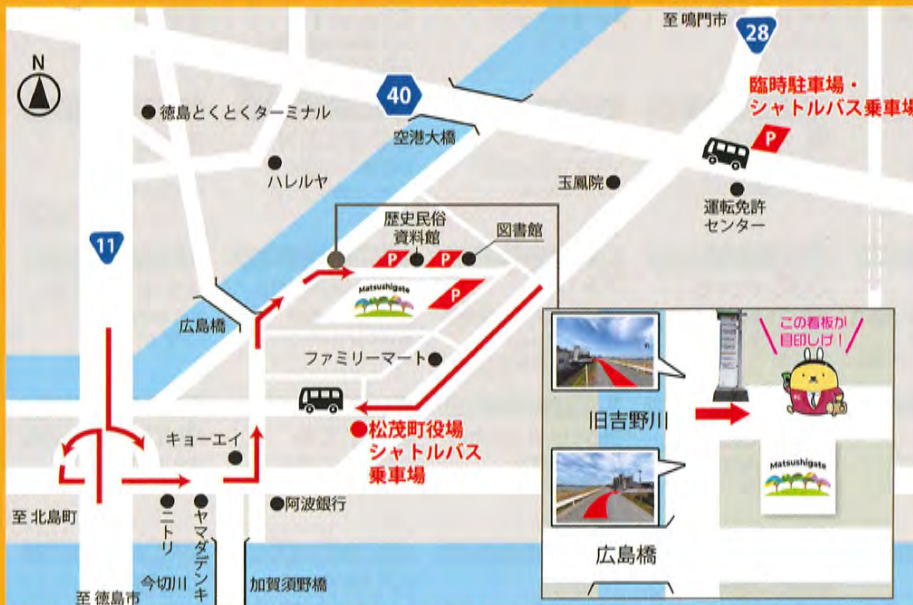 至 鳴門市
28
N
臨時駐車場・
シャトルバス乗車場
P
40
徳島とくとくターミナル
空港大橋
ハレルヤ
玉鳳院
運転免許
センター
歴史民俗
資料館
図書館
P
P
11
Matsushigate
P
広島橋
この看板が
目印しげ!
ファミリーマート
旧吉野川
松茂町役場
シャトルバス
乗車場
キョーエイ
Matsushigate
至 北島町
ニトリ
ヤマダデンキ
阿波銀行
広島橋
今切川
加賀須野橋
至 徳島市